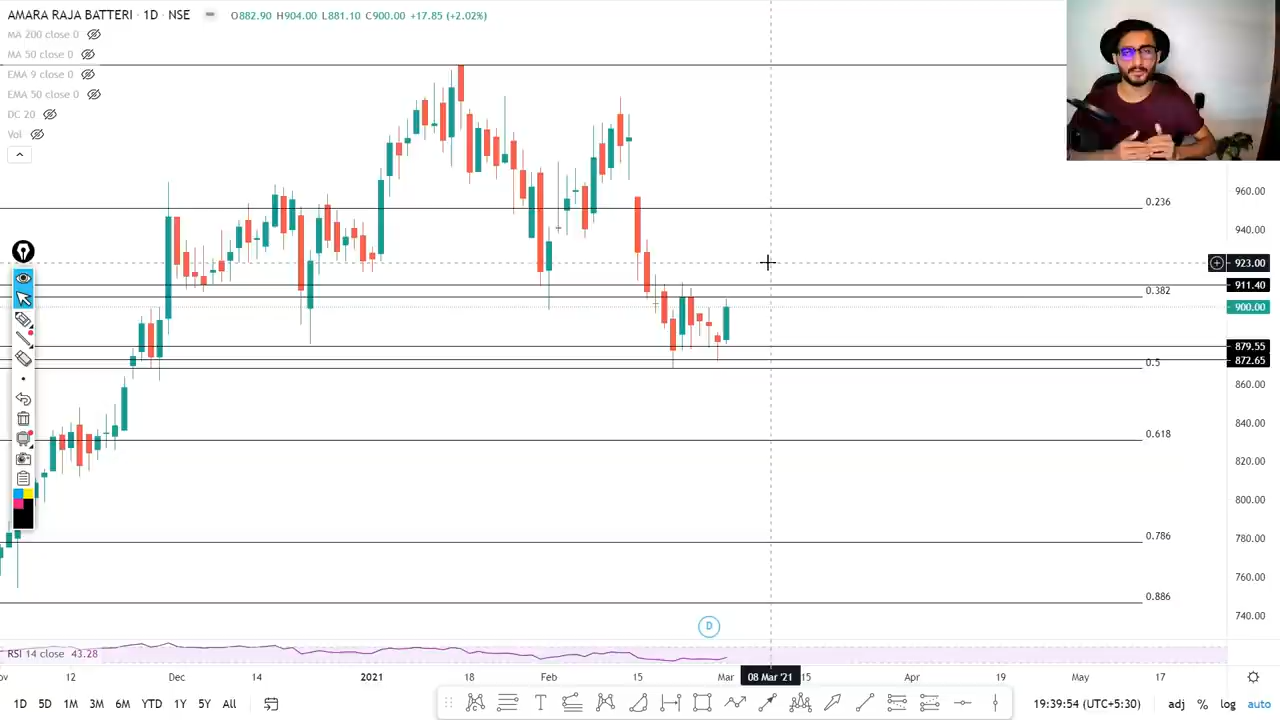 AMARA RAJA BATTERI · 1D · NSE O882.90 H904.00 L881.10 C900.00 +17.85 (+2.02%)
MA 200 close 0
MA 50 close 0
EMA 9 close 0
EMA 50 close 0
DC 20
Vol
960.00
0.236
940.00
923.00
911.40
0.382
900.00
879.55
872.65
0.5
860.00
840.00
0.618
820.00
800.00
780.00
0.786
760.00
0.886
740.00
D
RSI 14 close 43.28
ov 12 Dec 14 2021 18 Feb 15 Mar 08 Mar '21 15 Apr 19 May 17
1D 5D 1M 3M 6M YTD 1Y 5Y All T 19:39:54 (UTC+5:30) adj % log auto